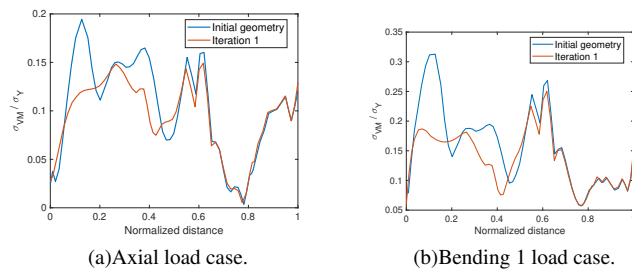 0.2
0.15
0.1
0.05
0
σVM / σY
Initial geometry
Iteration 1
0 0.2 0.4 0.6 0.8 1
Normalized distance
(a)Axial load case.
0.35
0.3
0.25
0.2
0.15
0.1
0.05
σVM / σY
Initial geometry
Iteration 1
0 0.2 0.4 0.6 0.8 1
Normalized distance
(b)Bending 1 load case.